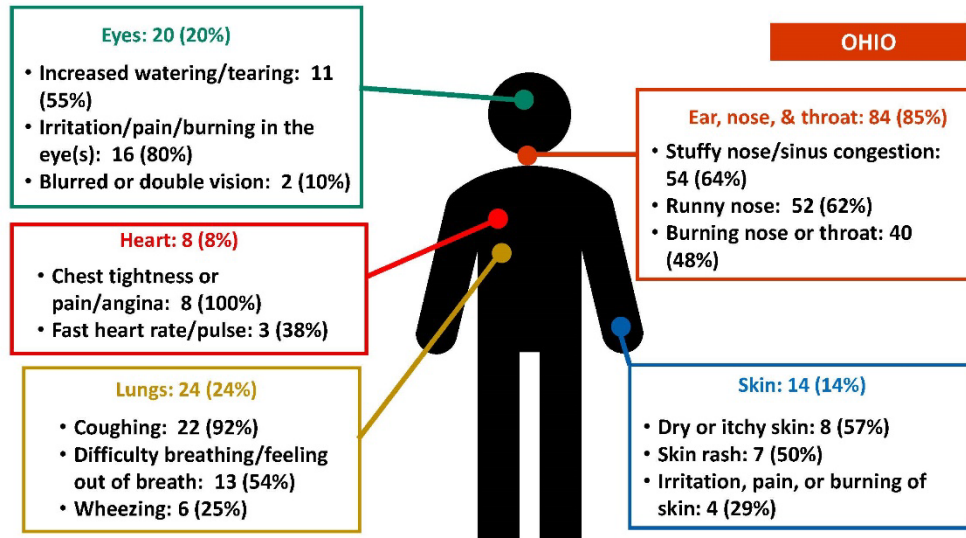 Eyes: 20 (20%)
• Increased watering/tearing: 11
(55%)
• Irritation/pain/burning in the
eye(s): 16 (80%)
• Blurred or double vision: 2 (10%)
Heart: 8 (8%)
• Chest tightness or
pain/angina: 8 (100%)
• Fast heart rate/pulse: 3 (38%)
Lungs: 24 (24%)
• Coughing: 22 (92%)
• Difficulty breathing/feeling
out of breath: 13 (54%)
• Wheezing: 6 (25%)
OHIO
Ear, nose, & throat: 84 (85%)
• Stuffy nose/sinus congestion:
54 (64%)
• Runny nose: 52 (62%)
• Burning nose or throat: 40
(48%)
Skin: 14 (14%)
• Dry or itchy skin: 8 (57%)
• Skin rash: 7 (50%)
• Irritation, pain, or burning of
skin: 4 (29%)